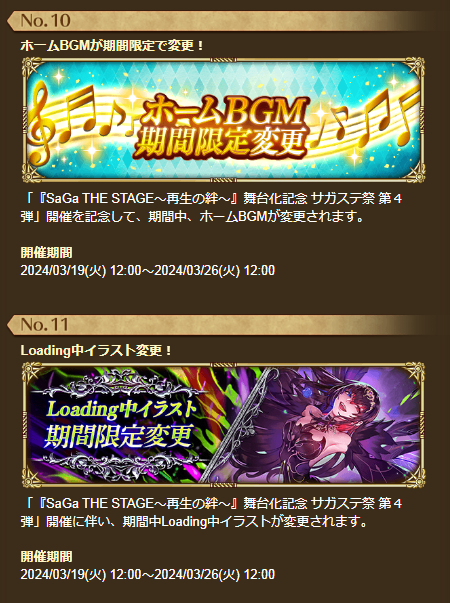 No.10
ホームBGMが期間限定で変更！
ホームBGM
期間限定変更
「『SaGa THE STAGE～再生の絆～』舞台化記念 サガステ祭 第４
弾」開催を記念して、期間中、ホームBGMが変更されます。
開催期間
2024/03/19(火) 12:00～2024/03/26(火) 12:00
No.11
Loading中イラスト変更！
Loading中イラスト
期間限定変更
「『SaGa THE STAGE～再生の絆～』舞台化記念 サガステ祭 第４
弾」開催に伴い、期間中Loading中イラストが変更されます。
開催期間
2024/03/19(火) 12:00～2024/03/26(火) 12:00